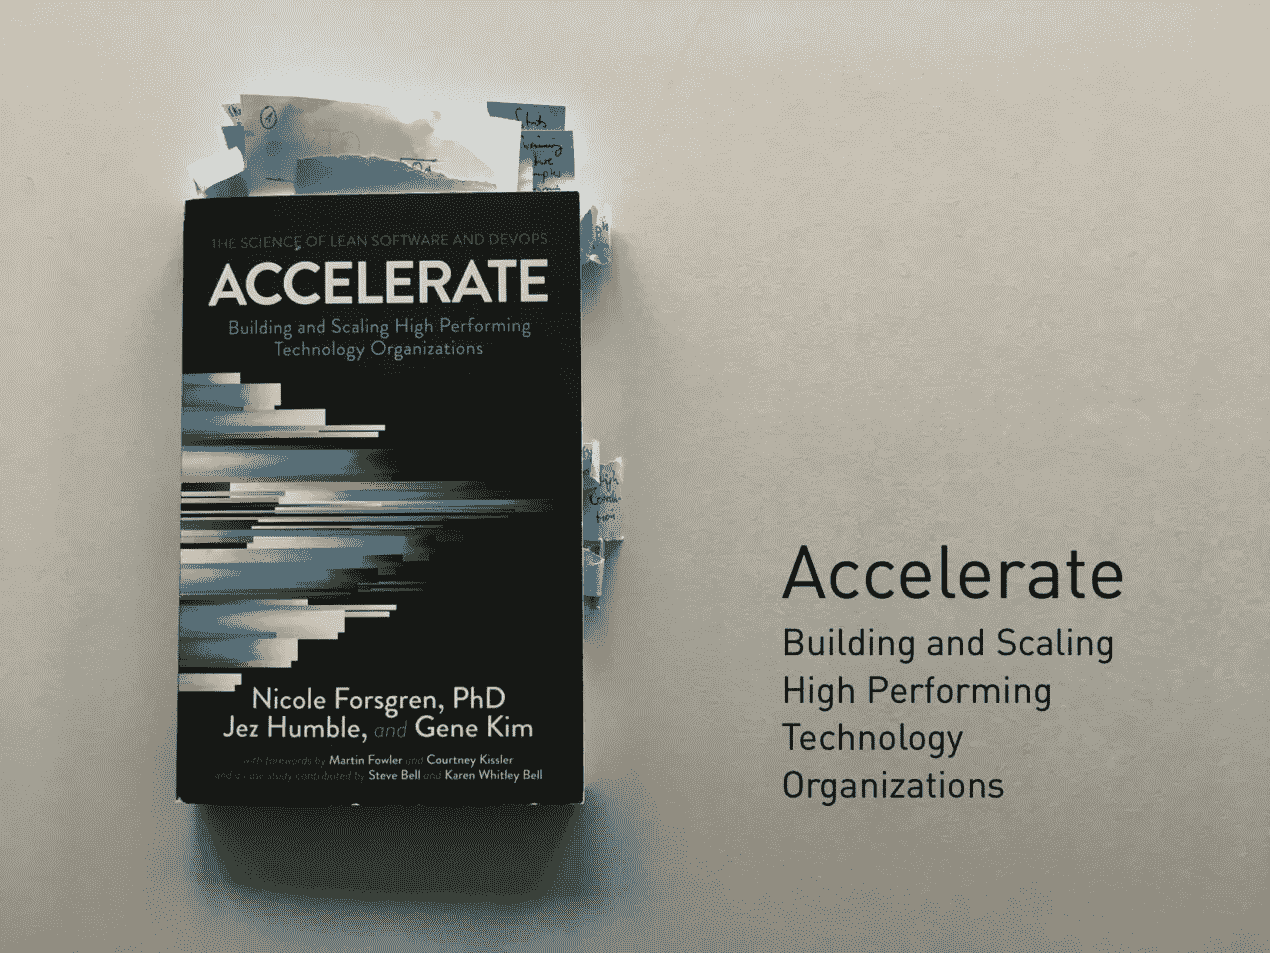 Stats
THE SCIENCE OF LEAN SOFTWARE AND DEVOPS
ACCELERATE
Building and Scaling High Performing
Technology Organizations
Nicole Forsgren, PhD
Jez Humble, and Gene Kim
with forewords by Martin Fowler and Courtney Kissler
and a case study contributed by Steve Bell and Karen Whitley Bell
Accelerate
Building and Scaling
High Performing
Technology
Organizations